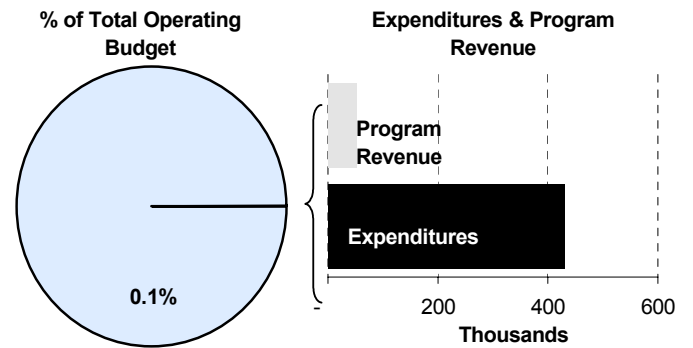 % of Total Operating
Budget
0.1%
Expenditures & Program
Revenue
Program
Revenue
Expenditures
- 200 400 600
Thousands